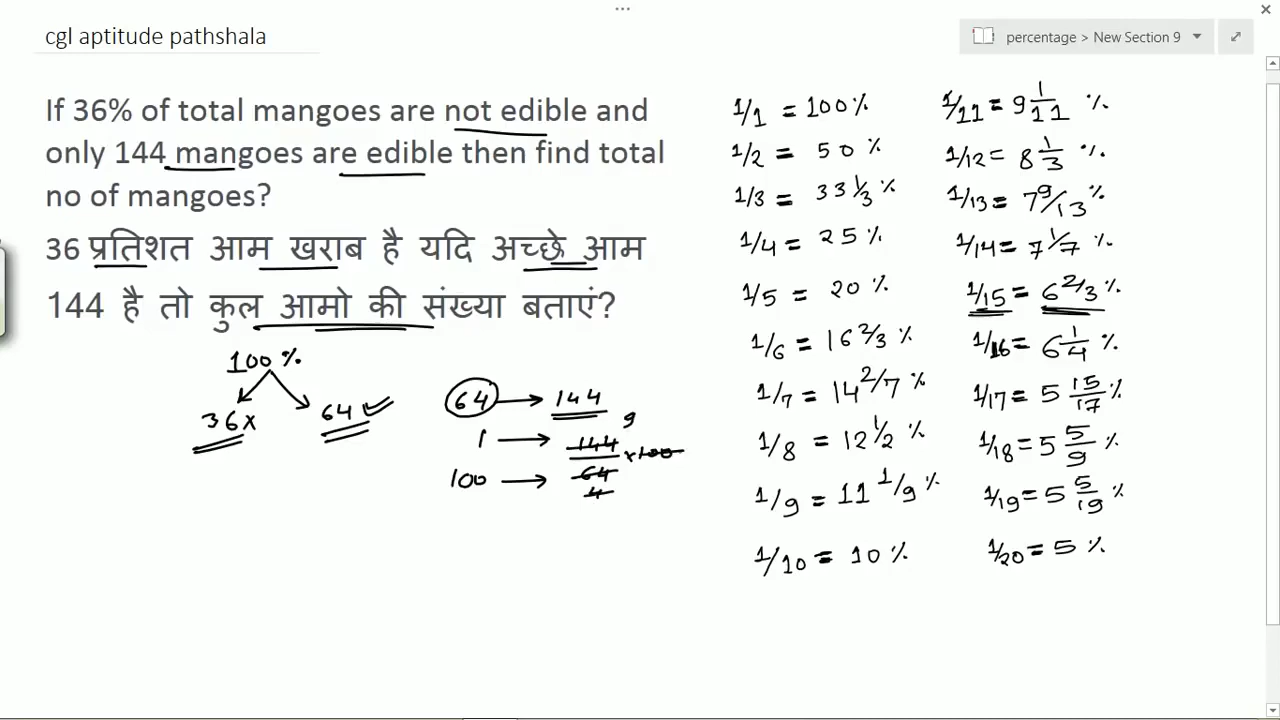 cgl aptitude pathshala
percentage > New Section 9
If 36% of total mangoes are not edible and
only 144 mangoes are edible then find total
no of mangoes?
36 प्रतिशत आम खराब है यदि अच्छे आम
144 है तो कुल आमो की संख्या बताएं?
100 %
36 x
64 ✓
64 → 144
9
1 → 144
x 100
100 → 64
4
1/1 = 100%
1/2 = 50 %
1/3 = 33 1/3 %
1/4 = 25 %
1/5 = 20 %
1/6 = 16 2/3 %
1/7 = 14 2/7 %
1/8 = 12 1/2 %
1/9 = 11 1/9 %
1/10 = 10 %
1/11 = 9 1/11 %
1/12 = 8 1/3 %
1/13 = 7 9/13 %
1/14 = 7 1/7 %
1/15 = 6 2/3 %
1/16 = 6 1/4 %
1/17 = 5 15/17 %
1/18 = 5 5/9 %
1/19 = 5 5/19 %
1/20 = 5 %